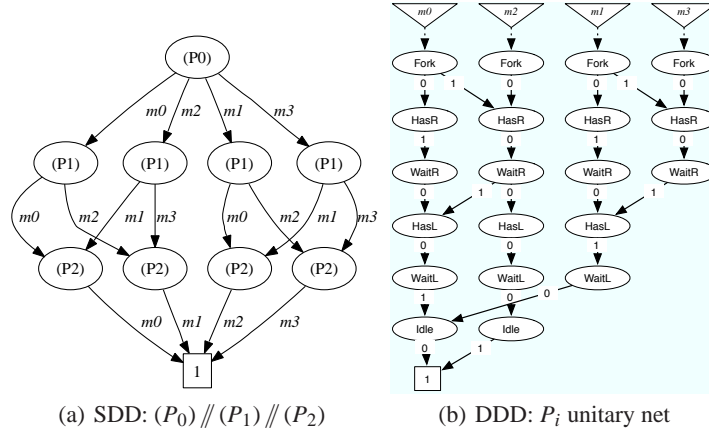 (P0)
m0 m2 m1 m3
(P1) (P1) (P1) (P1)
m0 m2 m1 m3 m0 m2 m1 m3
(P2) (P2) (P2) (P2)
m0 m1 m2 m3
1
(a) SDD: (P₀) // (P₁) // (P₂)
m0 m2 m1 m3
Fork Fork Fork Fork
0 1 0 0 1 0
HasR HasR HasR HasR
1 0 1 0
WaitR WaitR WaitR WaitR
0 1 0 0 1
HasL HasL HasL
0 0 1
WaitL WaitL WaitL
1 0 0
Idle Idle
0 1
1
(b) DDD: Pᵢ unitary net